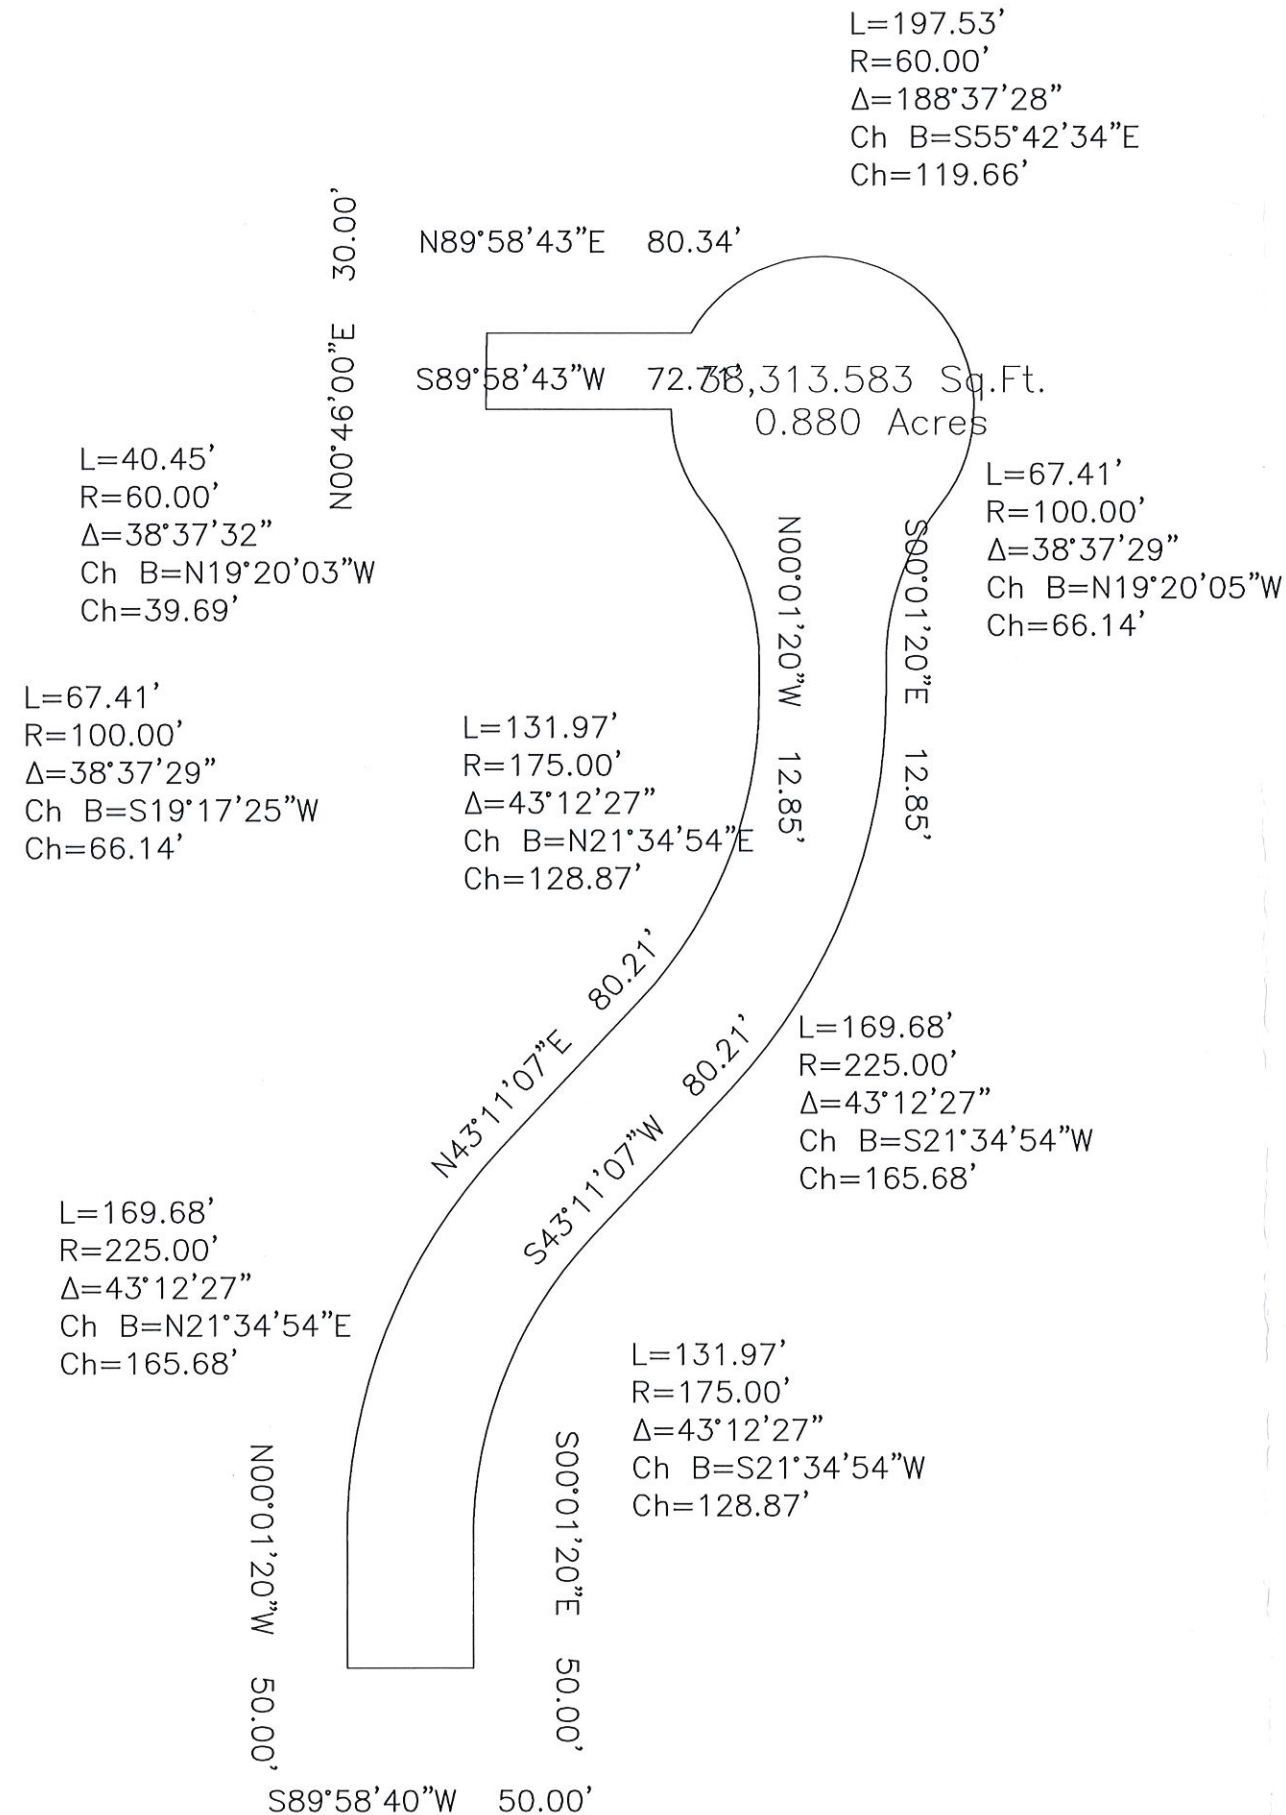 L=197.53'
R=60.00'
Δ=188°37'28"
Ch B=S55°42'34"E
Ch=119.66'
N00°46'00"E 30.00'
N89°58'43"E 80.34'
S89°58'43"W 72.71'
38,313.583 Sq.Ft.
0.880 Acres
L=40.45'
R=60.00'
Δ=38°37'32"
Ch B=N19°20'03"W
Ch=39.69'
L=67.41'
R=100.00'
Δ=38°37'29"
Ch B=N19°20'05"W
Ch=66.14'
N00°01'20"W 12.85'
S00°01'20"E 12.85'
L=67.41'
R=100.00'
Δ=38°37'29"
Ch B=S19°17'25"W
Ch=66.14'
L=131.97'
R=175.00'
Δ=43°12'27"
Ch B=N21°34'54"E
Ch=128.87'
N43°11'07"E 80.21'
S43°11'07"W 80.21'
L=169.68'
R=225.00'
Δ=43°12'27"
Ch B=S21°34'54"W
Ch=165.68'
L=169.68'
R=225.00'
Δ=43°12'27"
Ch B=N21°34'54"E
Ch=165.68'
L=131.97'
R=175.00'
Δ=43°12'27"
Ch B=S21°34'54"W
Ch=128.87'
N00°01'20"W 50.00'
S00°01'20"E 50.00'
S89°58'40"W 50.00'